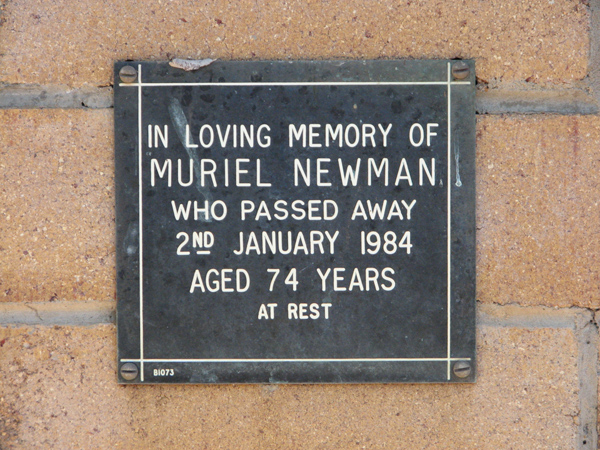 IN LOVING MEMORY OF
MURIEL NEWMAN
WHO PASSED AWAY
2ND JANUARY 1984
AGED 74 YEARS
AT REST
B1073